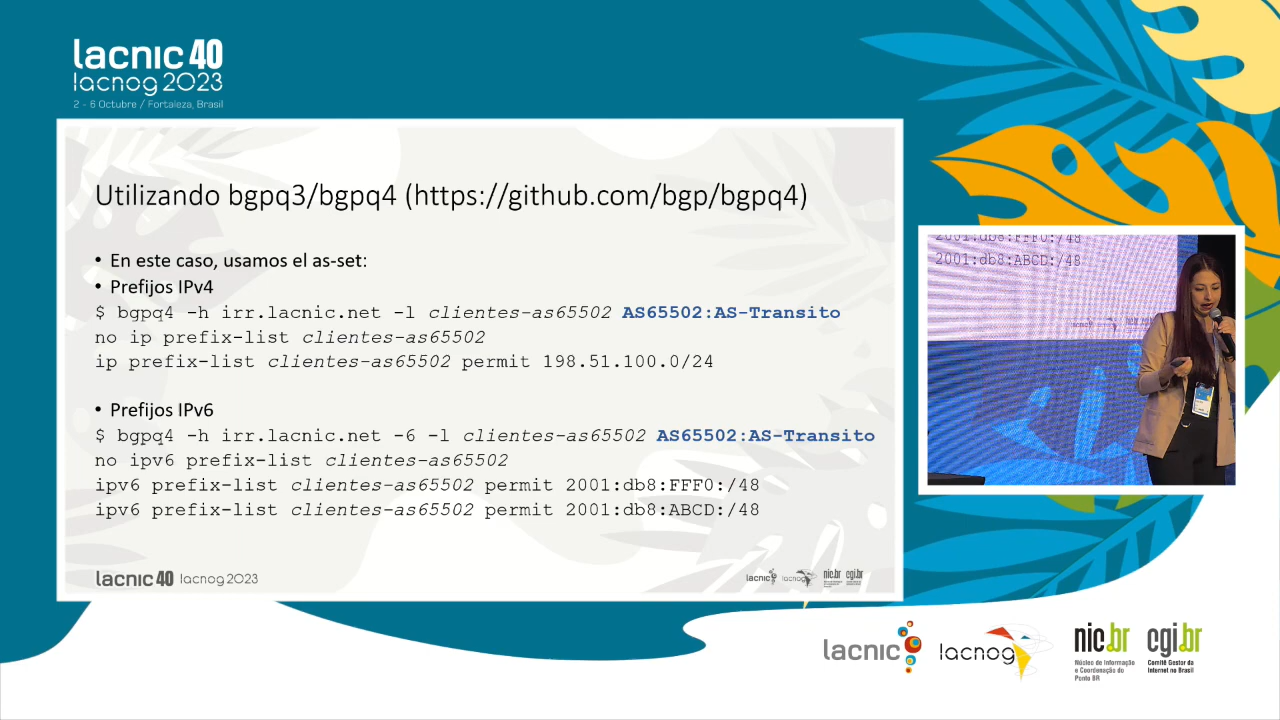 lacnic 40
lacnog 2023
2 - 6 Octubre / Fortaleza, Brasil
Utilizando bgpq3/bgpq4 (https://github.com/bgp/bgpq4)
• En este caso, usamos el as-set:
• Prefijos IPv4
$ bgpq4 -h irr.lacnic.net -l clientes-as65502 AS65502:AS-Transito
no ip prefix-list clientes-as65502
ip prefix-list clientes-as65502 permit 198.51.100.0/24
• Prefijos IPv6
$ bgpq4 -h irr.lacnic.net -6 -l clientes-as65502 AS65502:AS-Transito
no ipv6 prefix-list clientes-as65502
ipv6 prefix-list clientes-as65502 permit 2001:db8:FFF0:/48
ipv6 prefix-list clientes-as65502 permit 2001:db8:ABCD:/48
lacnic 40 lacnog 2023
lacnic lacnog nic.br cgi.br
2001:db8:FFF0:/48
2001:db8:ABCD:/48
lacnic
lacnog
nic.br
Núcleo de Informação
e Coordenação do
Ponto BR
cgi.br
Comitê Gestor da
Internet no Brasil